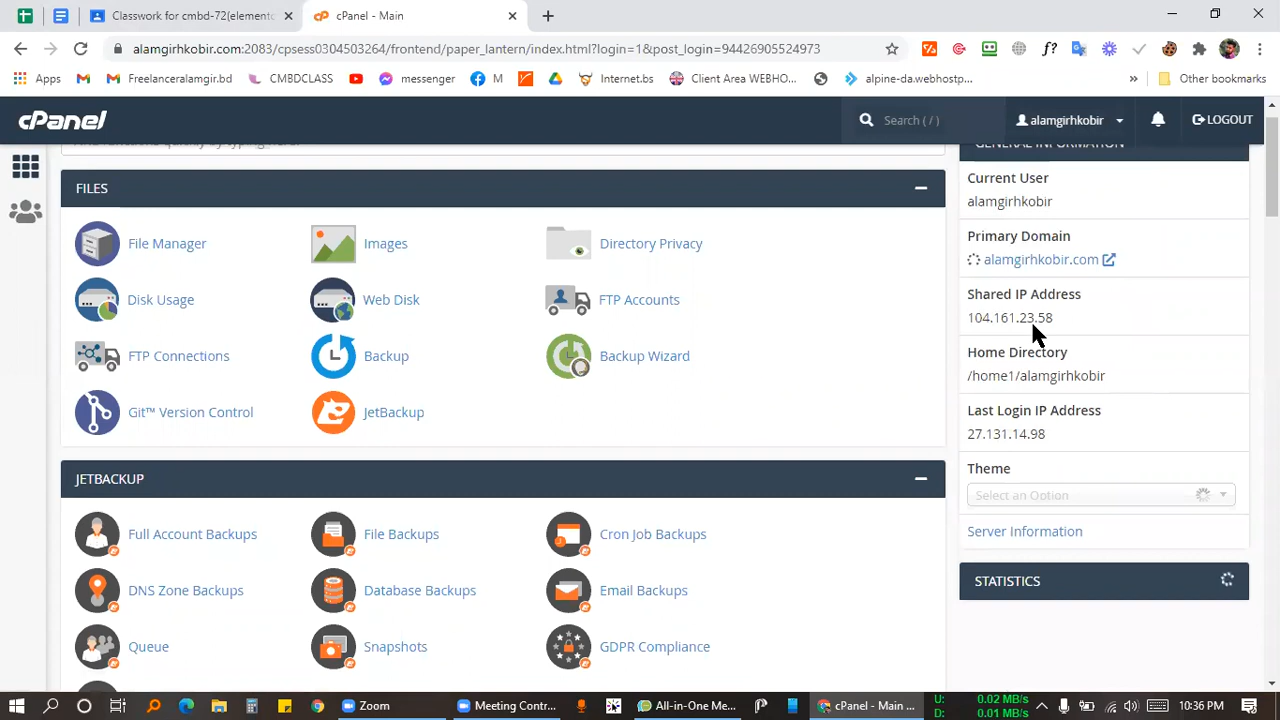 Classwork for cmbd-72(elemento
cPanel - Main
alamgirhkobir.com:2083/cpsess0304503264/frontend/paper_lantern/index.html?login=1&post_login=94426905524973
f?
Apps
Freelanceralamgir.bd
CMBDCLASS
messenger
M
Internet.bs
Client Area WEBHO...
alpine-da.webhostp...
»
Other bookmarks
cPanel
Search ( / )
alamgirhkobir
LOGOUT
GENERAL INFORMATION
FILES
File Manager
Images
Directory Privacy
Disk Usage
Web Disk
FTP Accounts
FTP Connections
Backup
Backup Wizard
Git™ Version Control
JetBackup
JETBACKUP
Full Account Backups
File Backups
Cron Job Backups
DNS Zone Backups
Database Backups
Email Backups
Queue
Snapshots
GDPR Compliance
Current User
alamgirhkobir
Primary Domain
alamgirhkobir.com
Shared IP Address
104.161.23.58
Home Directory
/home1/alamgirhkobir
Last Login IP Address
27.131.14.98
Theme
Select an Option
Server Information
STATISTICS
Zoom
Meeting Contr...
All-in-One Me...
cPanel - Main ...
U: 0.02 MB/s
D: 0.01 MB/s
10:36 PM